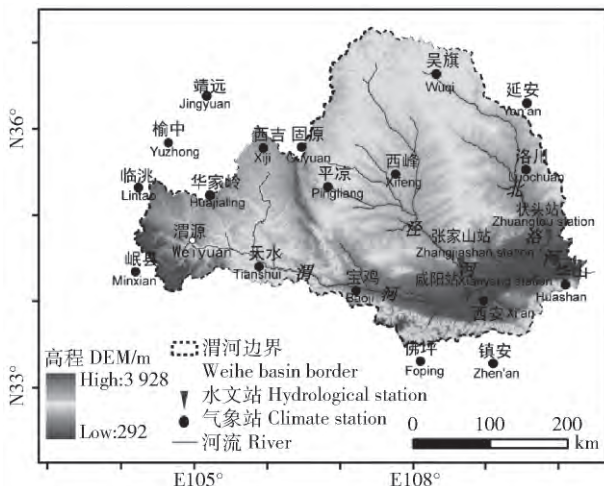 吴旗
Wuqi
靖远
Jingyuan
延安
Yan'an
N36°
榆中
Yuzhong
西吉
Xiji
固原
Guyuan
洛川
Luochuan
临洮
Lintao
华家岭
Huajialing
平凉
Pingliang
西峰
Xifeng
北
状头站
Zhuangtou station
洛
河
渭源
Weiyuan
泾
河
张家山站
Zhangjiashan station
岷县
Minxian
天水
Tianshui
渭
河
宝鸡
Baoji
咸阳站
Xianyang station
华山
Huashan
西安 Xi'an
佛坪
Foping
镇安
Zhen'an
高程 DEM/m
High:3 928
Low:292
渭河边界
Weihe basin border
水文站 Hydrological station
气象站 Climate station
河流 River
0 100 200
km
N33°
E105°
E108°